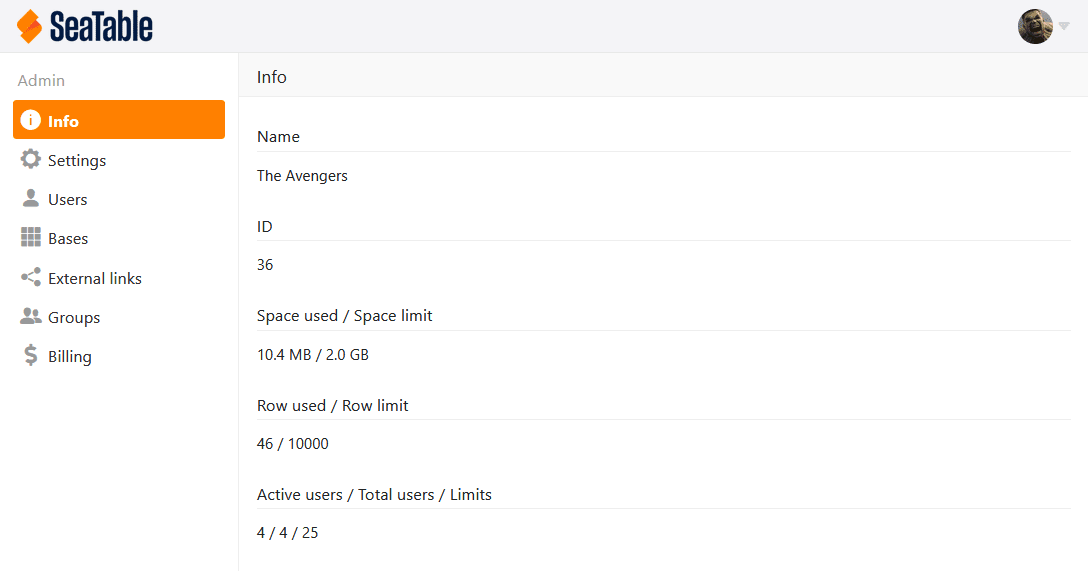 SeaTable
Admin
Info
Settings
Users
Bases
External links
Groups
Billing
Info
Name
The Avengers
ID
36
Space used / Space limit
10.4 MB / 2.0 GB
Row used / Row limit
46 / 10000
Active users / Total users / Limits
4 / 4 / 25